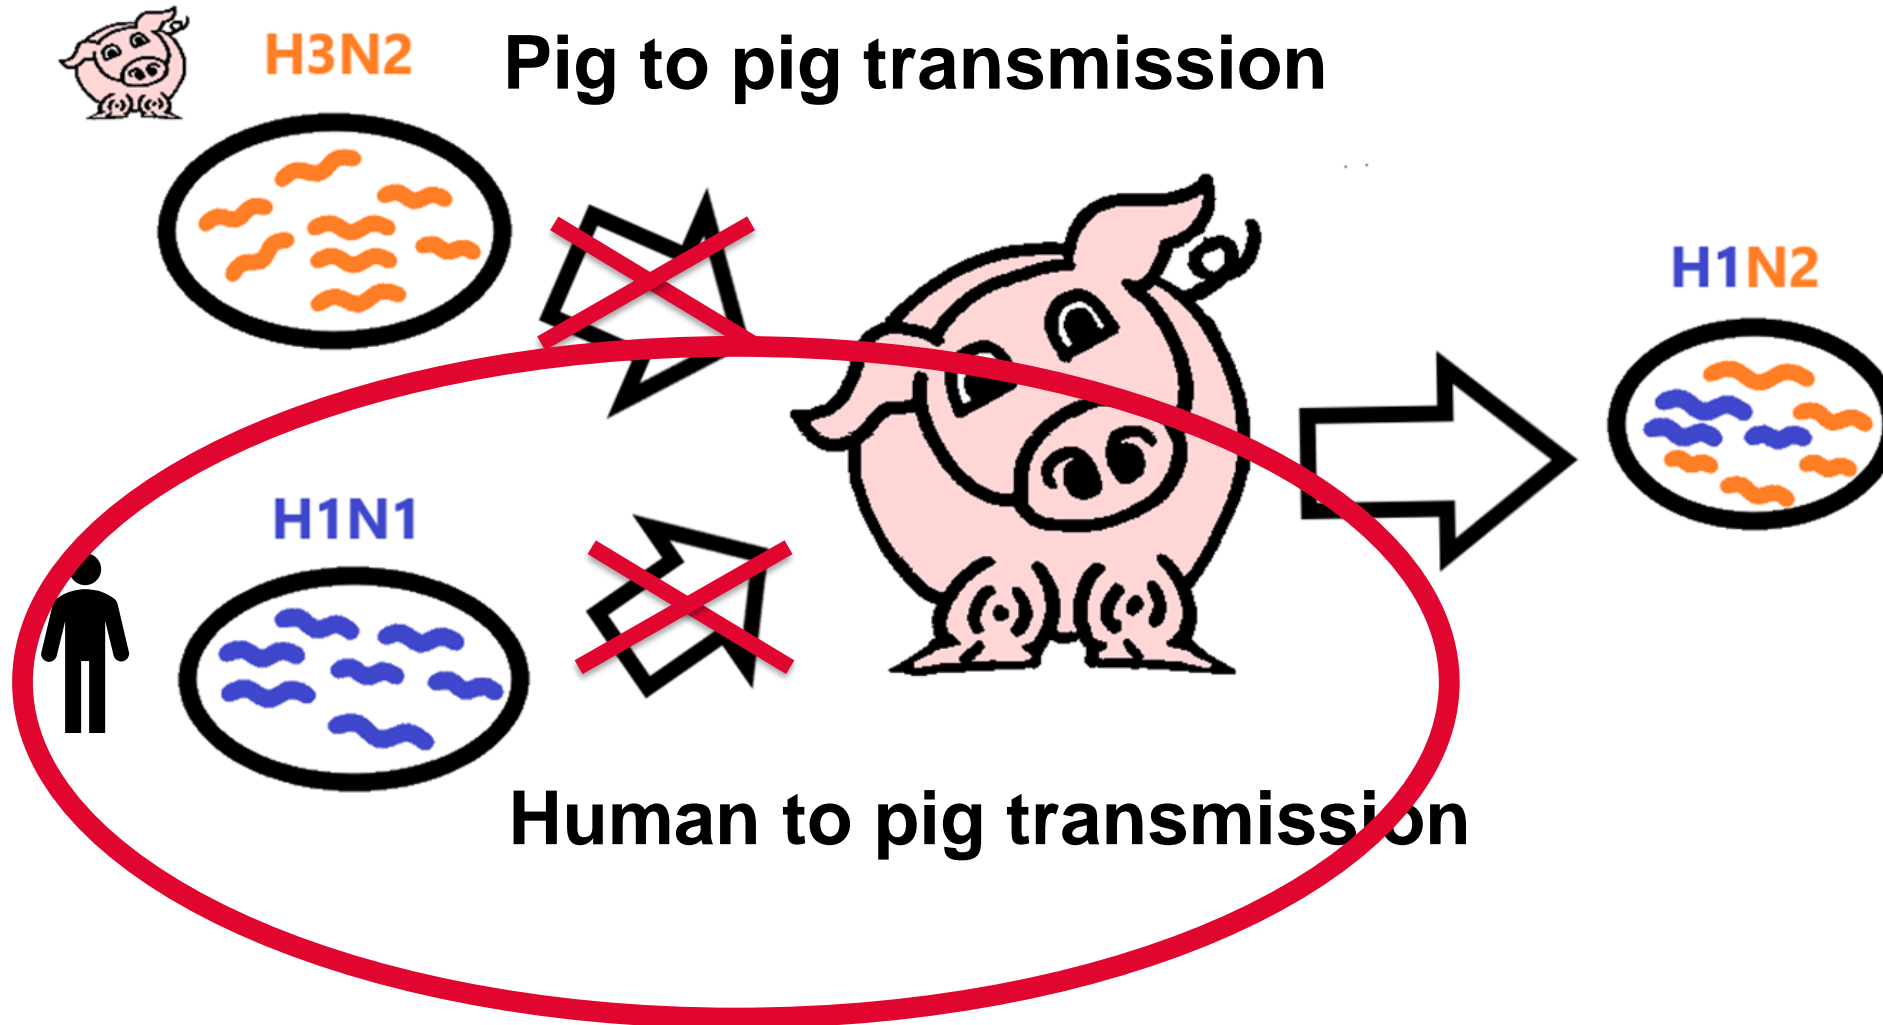 H3N2
Pig to pig transmission
H1N2
H1N1
Human to pig transmission